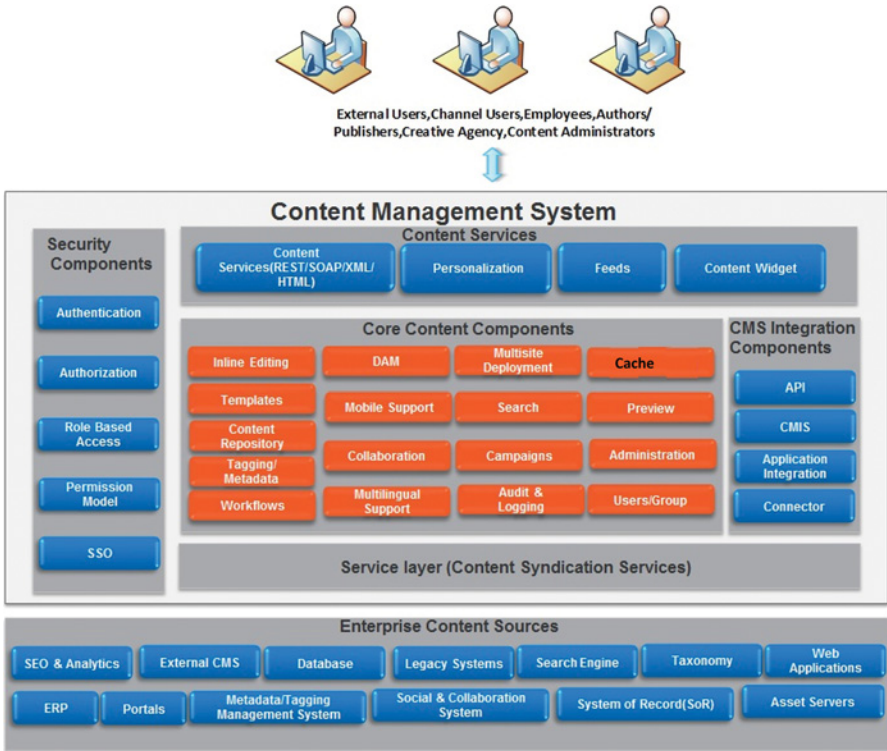 External Users,Channel Users,Employees,Authors/
Publishers,Creative Agency,Content Administrators
Content Management System
Security
Components
Authentication
Authorization
Role Based
Access
Permission
Model
SSO
Content Services
Content
Services(REST/SOAP/XML/
HTML)
Personalization
Feeds
Content Widget
Core Content Components
Inline Editing
DAM
Multisite
Deployment
Cache
Templates
Mobile Support
Search
Preview
Content
Repository
Tagging/
Metadata
Collaboration
Campaigns
Administration
Workflows
Multilingual
Support
Audit &
Logging
Users/Group
CMS Integration
Components
API
CMIS
Application
Integration
Connector
Service layer (Content Syndication Services)
Enterprise Content Sources
SEO & Analytics
External CMS
Database
Legacy Systems
Search Engine
Taxonomy
Web
Applications
ERP
Portals
Metadata/Tagging
Management System
Social & Collaboration
System
System of Record(SoR)
Asset Servers